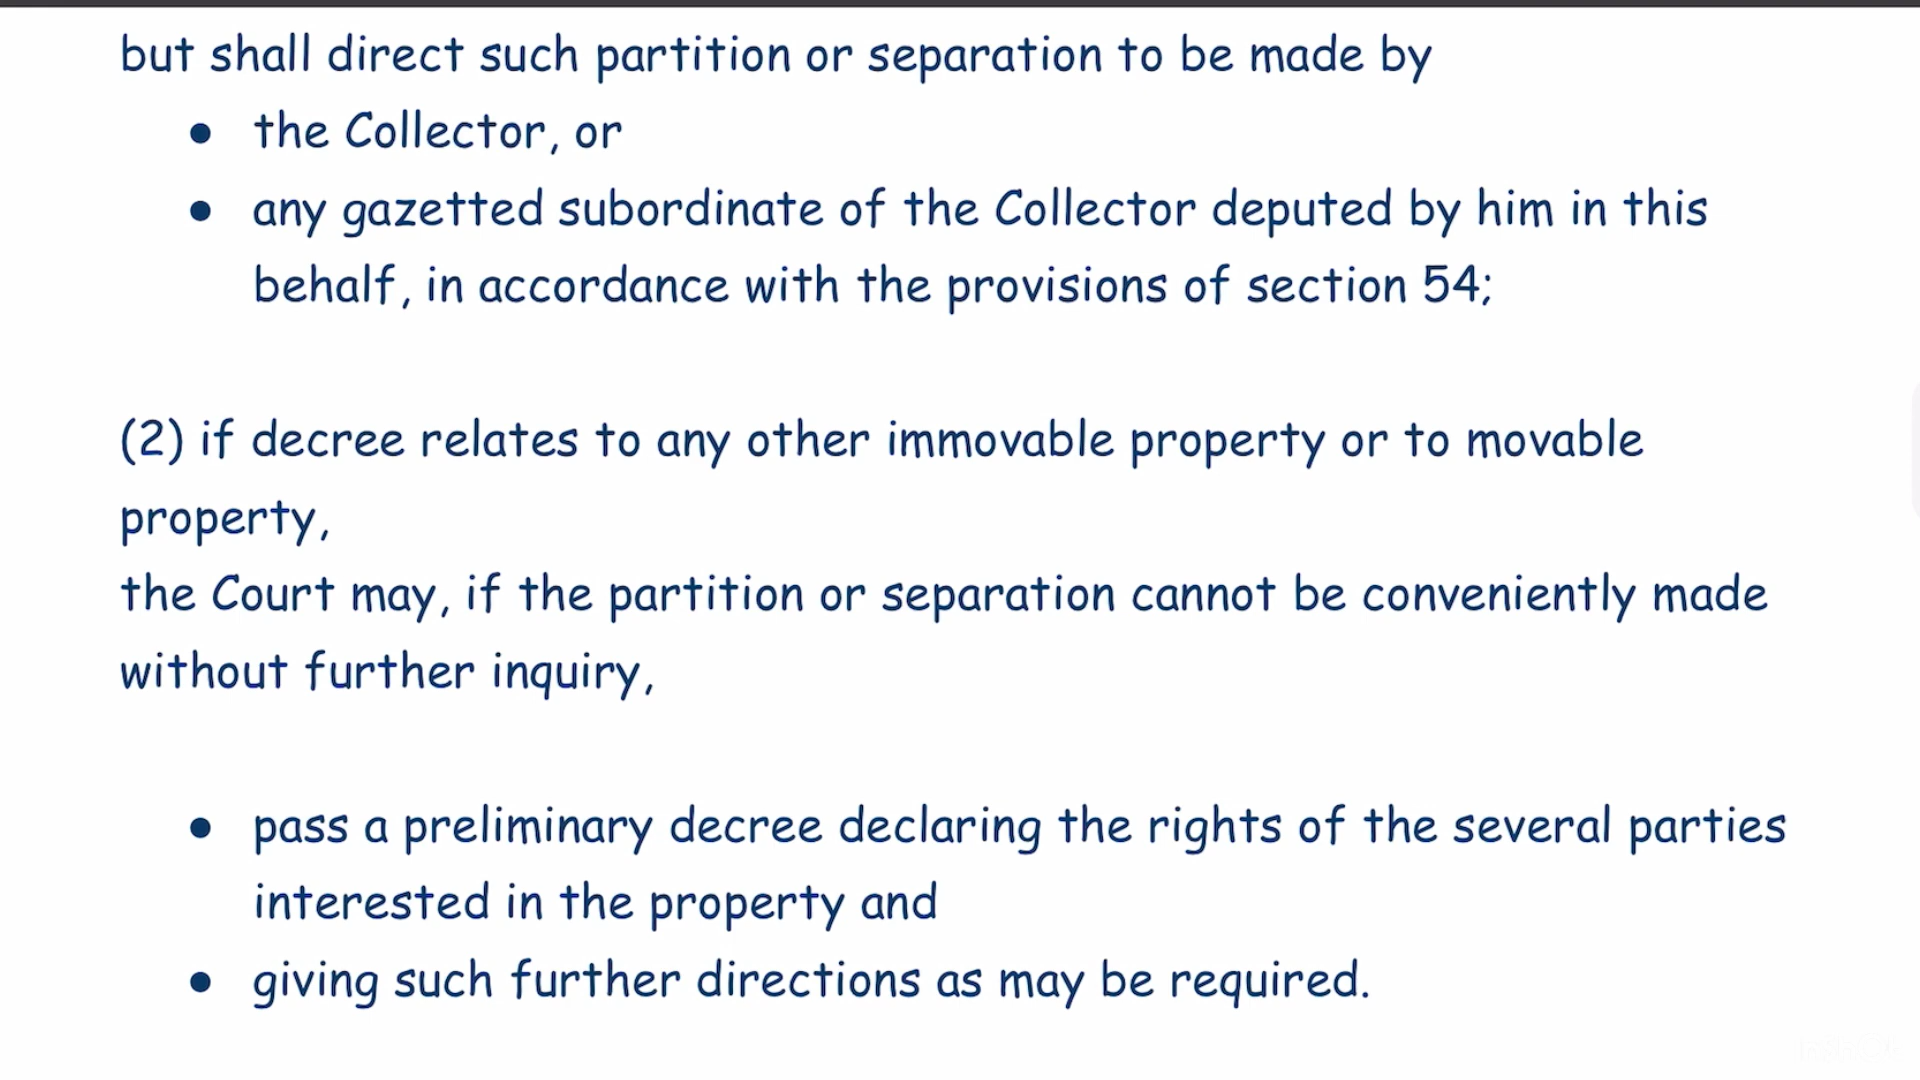 but shall direct such partition or separation to be made by
● the Collector, or
● any gazetted subordinate of the Collector deputed by him in this
behalf, in accordance with the provisions of section 54;
(2) if decree relates to any other immovable property or to movable
property,
the Court may, if the partition or separation cannot be conveniently made
without further inquiry,
● pass a preliminary decree declaring the rights of the several parties
interested in the property and
● giving such further directions as may be required.